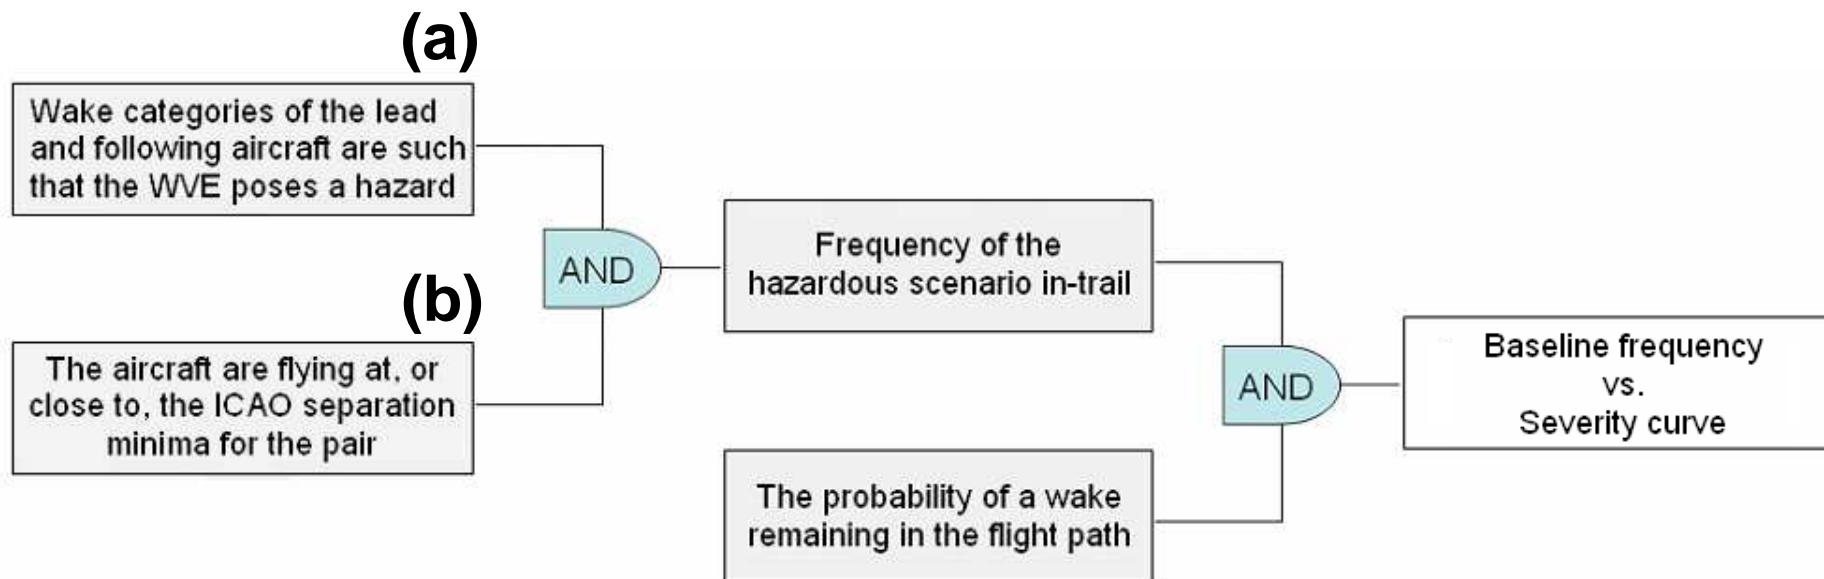 (a)
Wake categories of the lead
and following aircraft are such
that the WVE poses a hazard
AND
(b)
The aircraft are flying at, or
close to, the ICAO separation
minima for the pair
Frequency of the
hazardous scenario in-trail
The probability of a wake
remaining in the flight path
AND
Baseline frequency
vs.
Severity curve